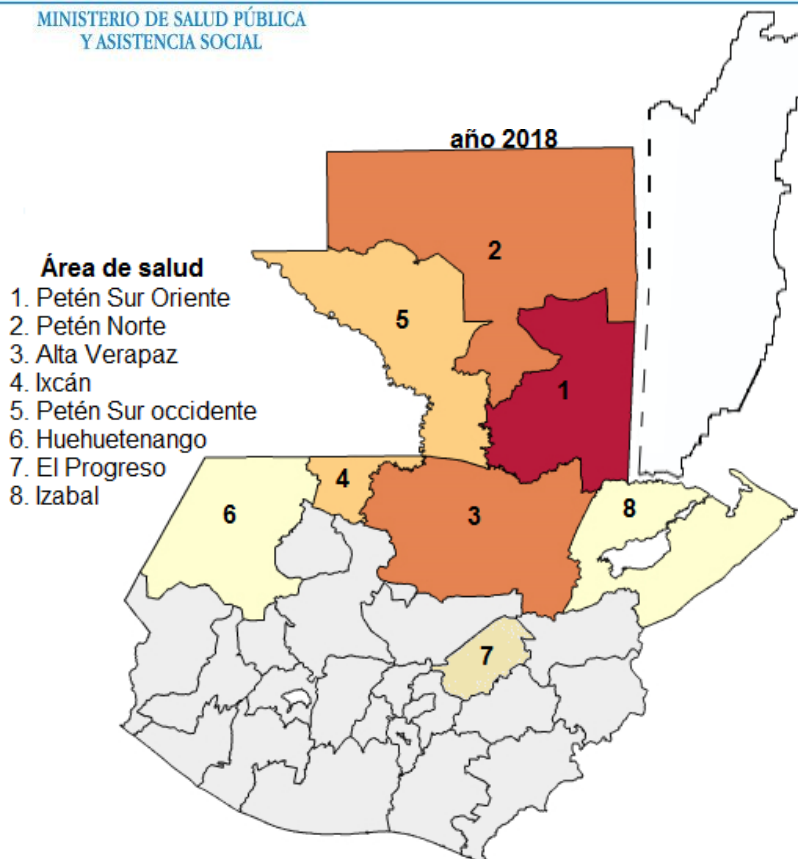 MINISTERIO DE SALUD PÚBLICA
Y ASISTENCIA SOCIAL
año 2018
Área de salud
1. Petén Sur Oriente
2. Petén Norte
3. Alta Verapaz
4. Ixcán
5. Petén Sur occidente
6. Huehuetenango
7. El Progreso
8. Izabal
2
5
1
4
3
6
8
7